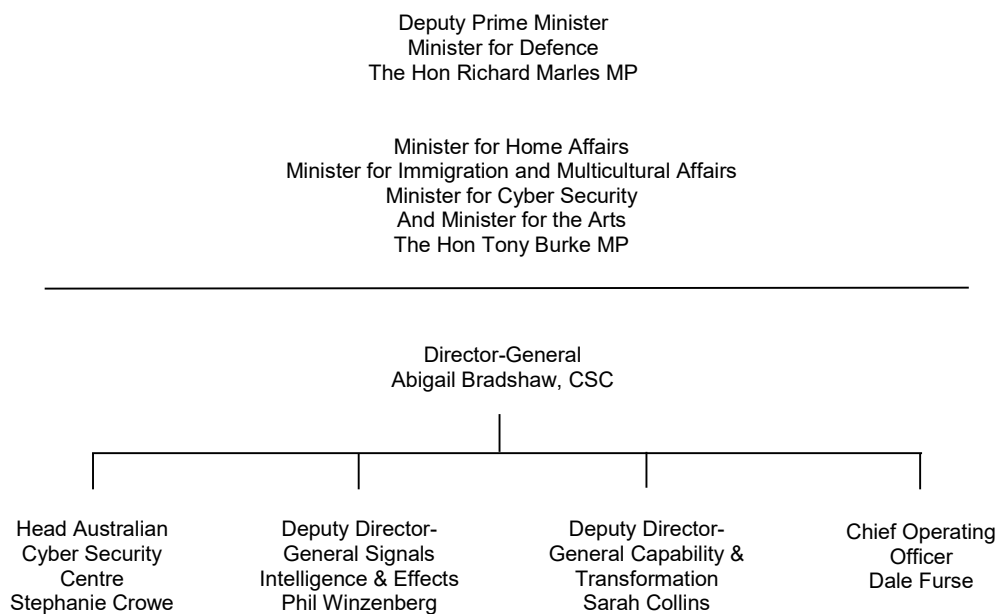 Deputy Prime Minister
Minister for Defence
The Hon Richard Marles MP
Minister for Home Affairs
Minister for Immigration and Multicultural Affairs
Minister for Cyber Security
And Minister for the Arts
The Hon Tony Burke MP
Director-General
Abigail Bradshaw, CSC
Head Australian
Cyber Security
Centre
Stephanie Crowe
Deputy Director-
General Signals
Intelligence & Effects
Phil Winzenberg
Deputy Director-
General Capability &
Transformation
Sarah Collins
Chief Operating
Officer
Dale Furse